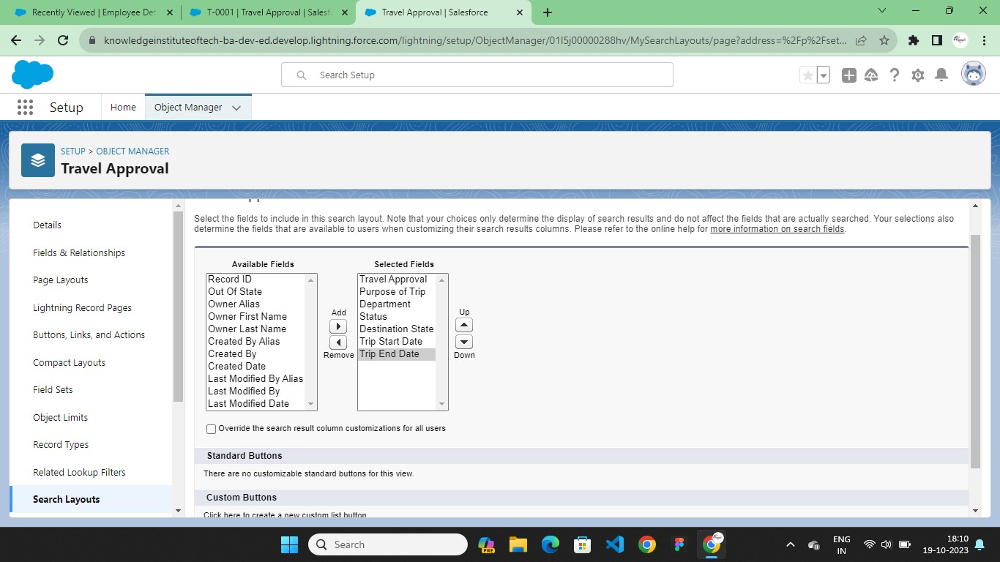 Recently Viewed | Employee Det
T-0001 | Travel Approval | Salesf
Travel Approval | Salesforce
knowledgeinstituteoftech-ba-dev-ed.develop.lightning.force.com/lightning/setup/ObjectManager/01I5j00000288hv/MySearchLayouts/page?address=%2Fp%2Fset...
Search Setup
Setup
Home
Object Manager
SETUP > OBJECT MANAGER
Travel Approval
Details
Fields & Relationships
Page Layouts
Lightning Record Pages
Buttons, Links, and Actions
Compact Layouts
Field Sets
Object Limits
Record Types
Related Lookup Filters
Search Layouts
Select the fields to include in this search layout. Note that your choices only determine the display of search results and do not affect the fields that are actually searched. Your selections also
determine the fields that are available to users when customizing their search results columns. Please refer to the online help for more information on search fields.
Available Fields
Record ID
Out Of State
Owner Alias
Owner First Name
Owner Last Name
Created By Alias
Created By
Created Date
Last Modified By Alias
Last Modified By
Last Modified Date
Add
Remove
Selected Fields
Travel Approval
Purpose of Trip
Department
Status
Destination State
Trip Start Date
Trip End Date
Up
Down
Override the search result column customizations for all users
Standard Buttons
There are no customizable standard buttons for this view.
Custom Buttons
Click here to create a new custom list button
Search
PRE
ENG
IN
18:10
19-10-2023